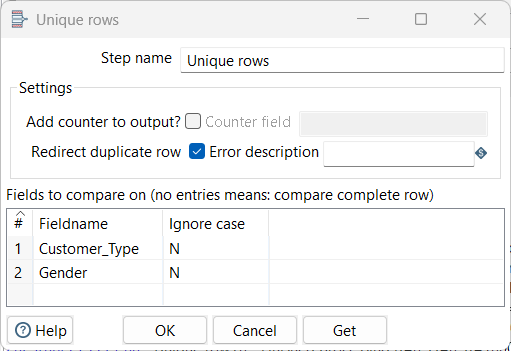 Unique rows
Step name Unique rows
Settings
Add counter to output? Counter field
Redirect duplicate row Error description
Fields to compare on (no entries means: compare complete row)
# Fieldname Ignore case
1 Customer_Type N
2 Gender N
Help OK Cancel Get